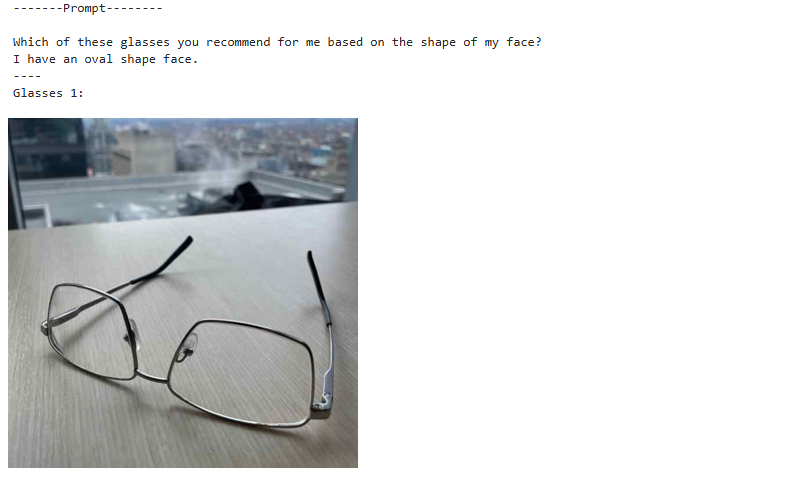 -------Prompt--------
Which of these glasses you recommend for me based on the shape of my face?
I have an oval shape face.
----
Glasses 1: